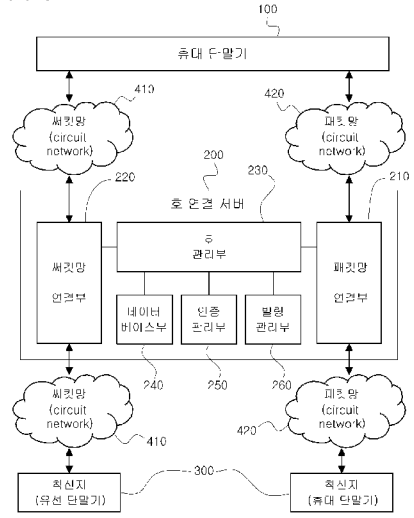 100
휴대 단말기
410
420
써킷망
(circuit
network)
패킷망
(circuit
network)
200
220
230
210
호 연결 서버
써킷망
연결부
호
관리부
패킷망
연결부
데이터
베이스부
인증
관리부
빌링
관리부
240
250
260
써킷망
(circuit
network)
패킷망
(circuit
network)
410
420
착신지
(유선 단말기)
300
착신지
(휴대 단말기)